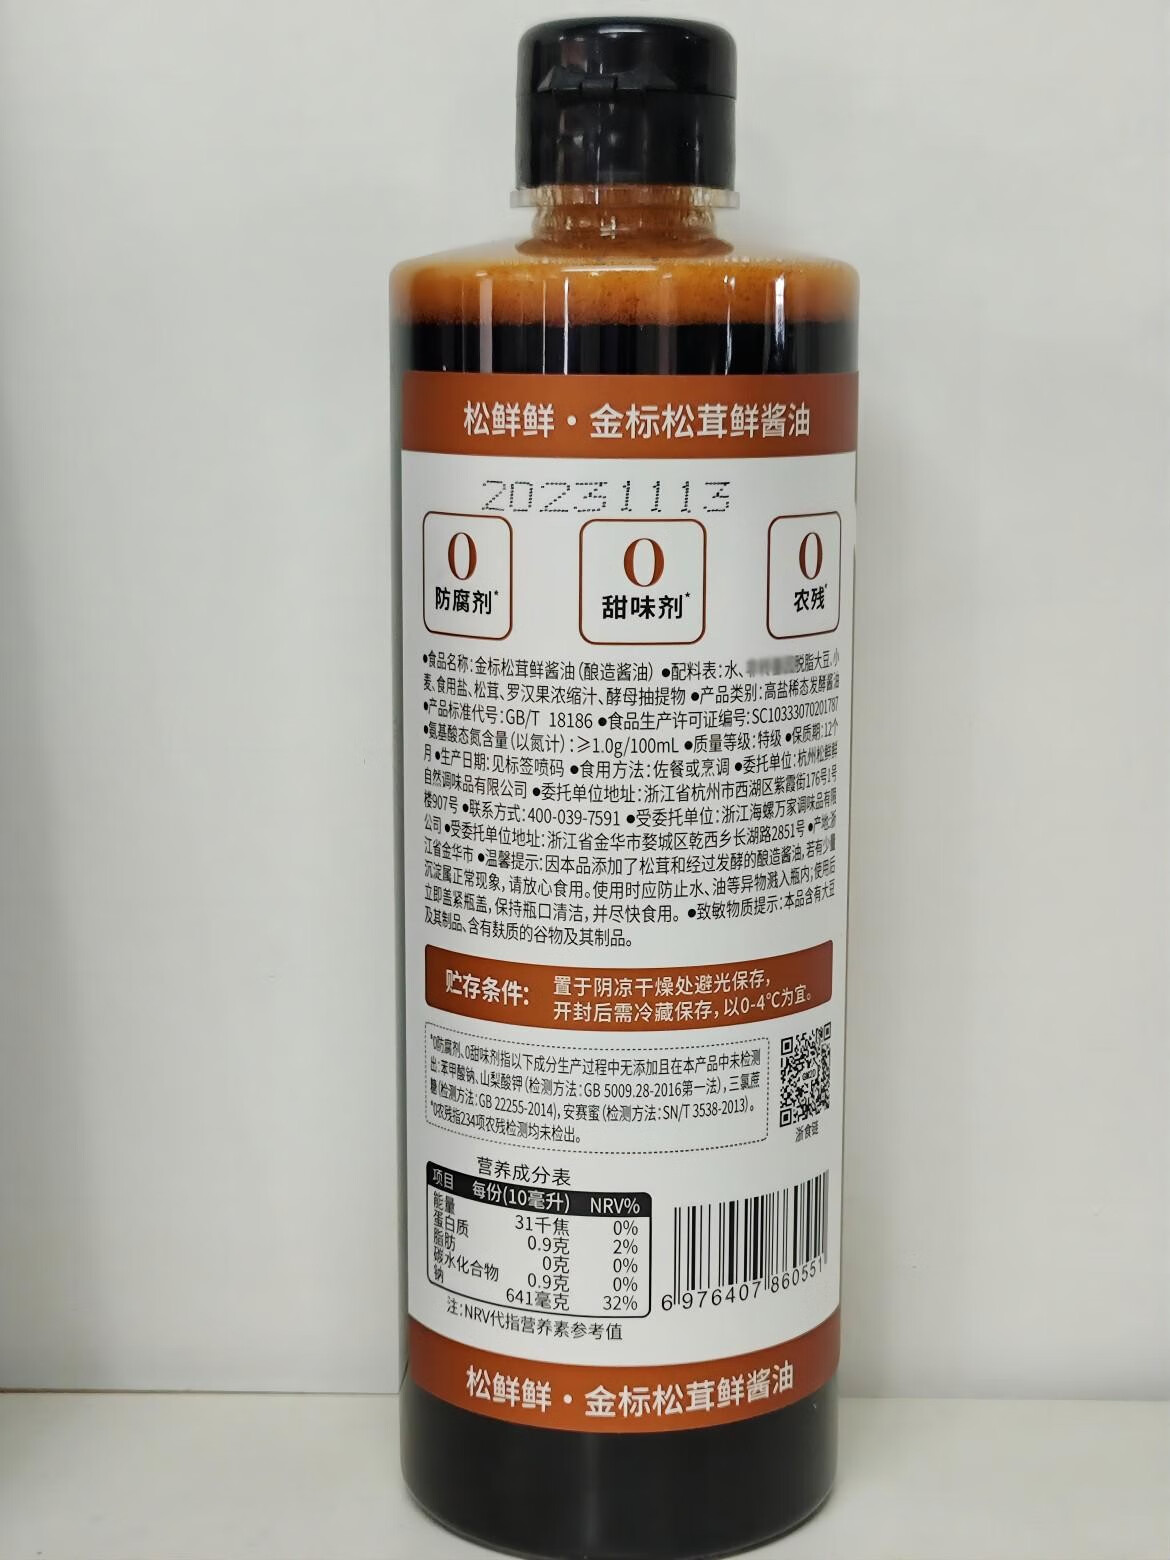 松鲜鲜·金标松茸鲜酱油
20231113
0
防腐剂*
0
甜味剂*
0
农残*
●食品名称:金标松茸鲜酱油(酿造酱油) ●配料表:水、脱脂大豆、小
麦、食用盐、松茸、罗汉果浓缩汁、酵母抽提物 ●产品类别:高盐稀态发酵酱油
●产品标准代号:GB/T 18186 ●食品生产许可证编号:SC10333070201787
●氨基酸态氮含量(以氮计):≥1.0g/100mL ●质量等级:特级 ●保质期:12个
月 ●生产日期:见标签喷码 ●食用方法:佐餐或烹调 ●委托单位:杭州松鲜鲜
自然调味品有限公司 ●委托单位地址:浙江省杭州市西湖区紫霞街176号1号
楼907号 ●联系方式:400-039-7591 ●受委托单位:浙江海螺万家调味品有限
公司 ●受委托单位地址:浙江省金华市婺城区乾西乡长湖路2851号 ●产地:浙
江省金华市 ●温馨提示:因本品添加了松茸和经过发酵的酿造酱油,若有少量
沉淀属正常现象,请放心食用。使用时应防止水、油等异物溅入瓶内;使用后
立即盖紧瓶盖,保持瓶口清洁,并尽快食用。 ●致敏物质提示:本品含有大豆
及其制品、含有麸质的谷物及其制品。
贮存条件:
置于阴凉干燥处避光保存,
开封后需冷藏保存,以0-4℃为宜。
*0防腐剂、0甜味剂指以下成分生产过程中无添加且在本产品中未检测
出:苯甲酸钠、山梨酸钾(检测方法:GB 5009.28-2016第一法),三氯蔗
糖(检测方法:GB 22255-2014),安赛蜜(检测方法:SN/T 3538-2013)。
*0农残指234项农残检测均未检出。
浙食链
营养成分表
项目 每份(10毫升) NRV%
能量 31千焦 0%
蛋白质 0.9克 2%
脂肪 0克 0%
碳水化合物 0.9克 0%
钠 641毫克 32%
注:NRV代指营养素参考值
6 976407 860551
松鲜鲜·金标松茸鲜酱油